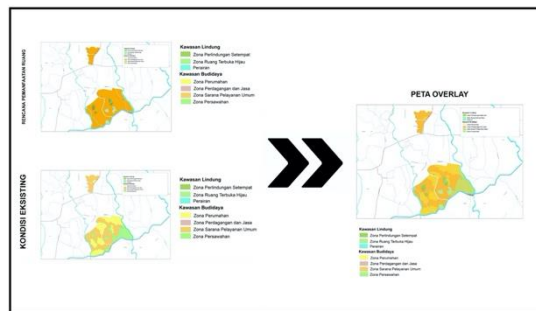 RENCANA PEMANFAATAN RUANG
Kawasan Lindung
Zona Perlindungan Setempat
Zona Ruang Terbuka Hijau
Perairan
Kawasan Budidaya
Zona Perumahan
Zona Perdagangan dan Jasa
Zona Sarana Pelayanan Umum
Zona Persawahan
KONDISI EKSISTING
Kawasan Lindung
Zona Perlindungan Setempat
Zona Ruang Terbuka Hijau
Perairan
Kawasan Budidaya
Zona Perumahan
Zona Perdagangan dan Jasa
Zona Sarana Pelayanan Umum
Zona Persawahan
PETA OVERLAY
Kawasan Lindung
Zona Perlindungan Setempat
Zona Ruang Terbuka Hijau
Perairan
Kawasan Budidaya
Zona Perumahan
Zona Perdagangan dan Jasa
Zona Sarana Pelayanan Umum
Zona Persawahan